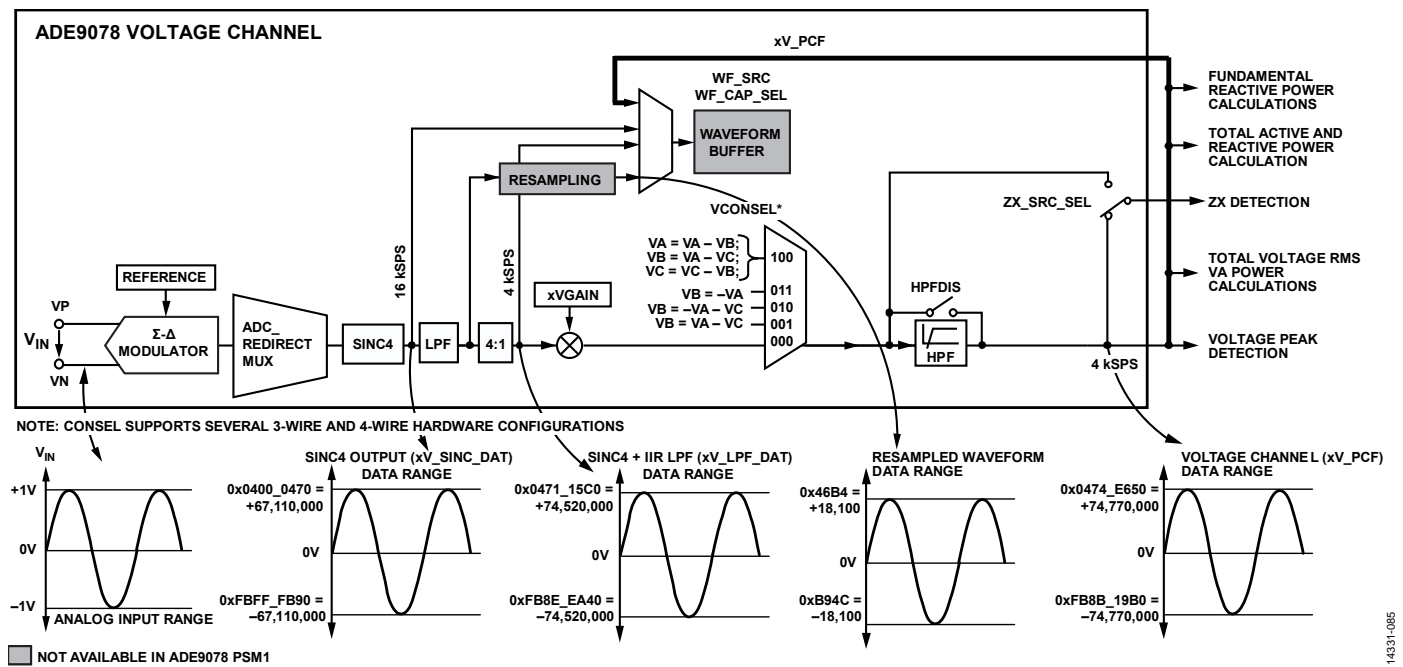 ADE9078 VOLTAGE CHANNEL
xV_PCF
WF_SRC
WF_CAP_SEL
WAVEFORM
BUFFER
RESAMPLING
FUNDAMENTAL
REACTIVE POWER
CALCULATIONS
TOTAL ACTIVE AND
REACTIVE POWER
CALCULATION
ZX_SRC_SEL
ZX DETECTION
VCONSEL*
VA = VA – VB;
VB = VA – VC;
VC = VC – VB;
100
VB = –VA
011
VB = –VA – VC
010
VB = VA – VC
001
000
TOTAL VOLTAGE RMS
VA POWER
CALCULATIONS
16 kSPS
4 kSPS
REFERENCE
VP
VIN
VN
Σ-Δ
MODULATOR
ADC_
REDIRECT
MUX
SINC4
LPF
4:1
xVGAIN
HPFDIS
HPF
4 kSPS
VOLTAGE PEAK
DETECTION
NOTE: CONSEL SUPPORTS SEVERAL 3-WIRE AND 4-WIRE HARDWARE CONFIGURATIONS
VIN
+1V
0V
–1V
ANALOG INPUT RANGE
SINC4 OUTPUT (xV_SINC_DAT)
DATA RANGE
0x0400_0470 =
+67,110,000
0V
0xFBFF_FB90 =
–67,110,000
SINC4 + IIR LPF (xV_LPF_DAT)
DATA RANGE
0x0471_15C0 =
+74,520,000
0V
0xFB8E_EA40 =
–74,520,000
RESAMPLED WAVEFORM
DATA RANGE
0x46B4 =
+18,100
0V
0xB94C =
–18,100
VOLTAGE CHANNEL (xV_PCF)
DATA RANGE
0x0474_E650 =
+74,770,000
0V
0xFB8B_19B0 =
–74,770,000
NOT AVAILABLE IN ADE9078 PSM1
14331-085